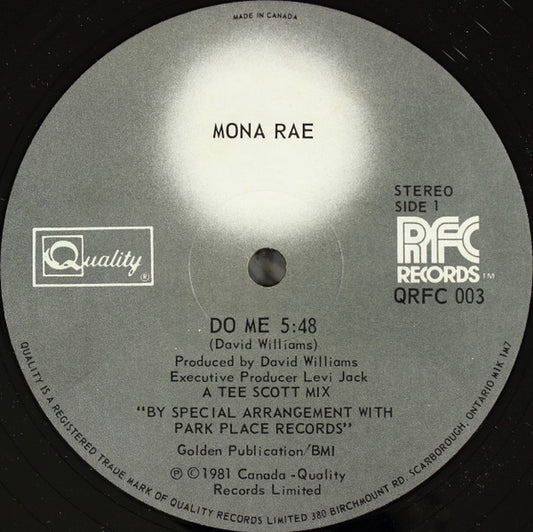 MADE IN CANADA
MONA RAE
STEREO
SIDE 1
Quality ®
RFC
RECORDS TM
QRFC 003
DO ME 5:48
(David Williams)
Produced by David Williams
Executive Producer Levi Jack
A TEE SCOTT MIX
"BY SPECIAL ARRANGEMENT WITH
PARK PLACE RECORDS"
Golden Publication/BMI
℗ © 1981 Canada -Quality
Records Limited
QUALITY IS A REGISTERED TRADE MARK OF QUALITY RECORDS LIMITED 380 BIRCHMOUNT RD. SCARBOROUGH, ONTARIO M1K 1M7